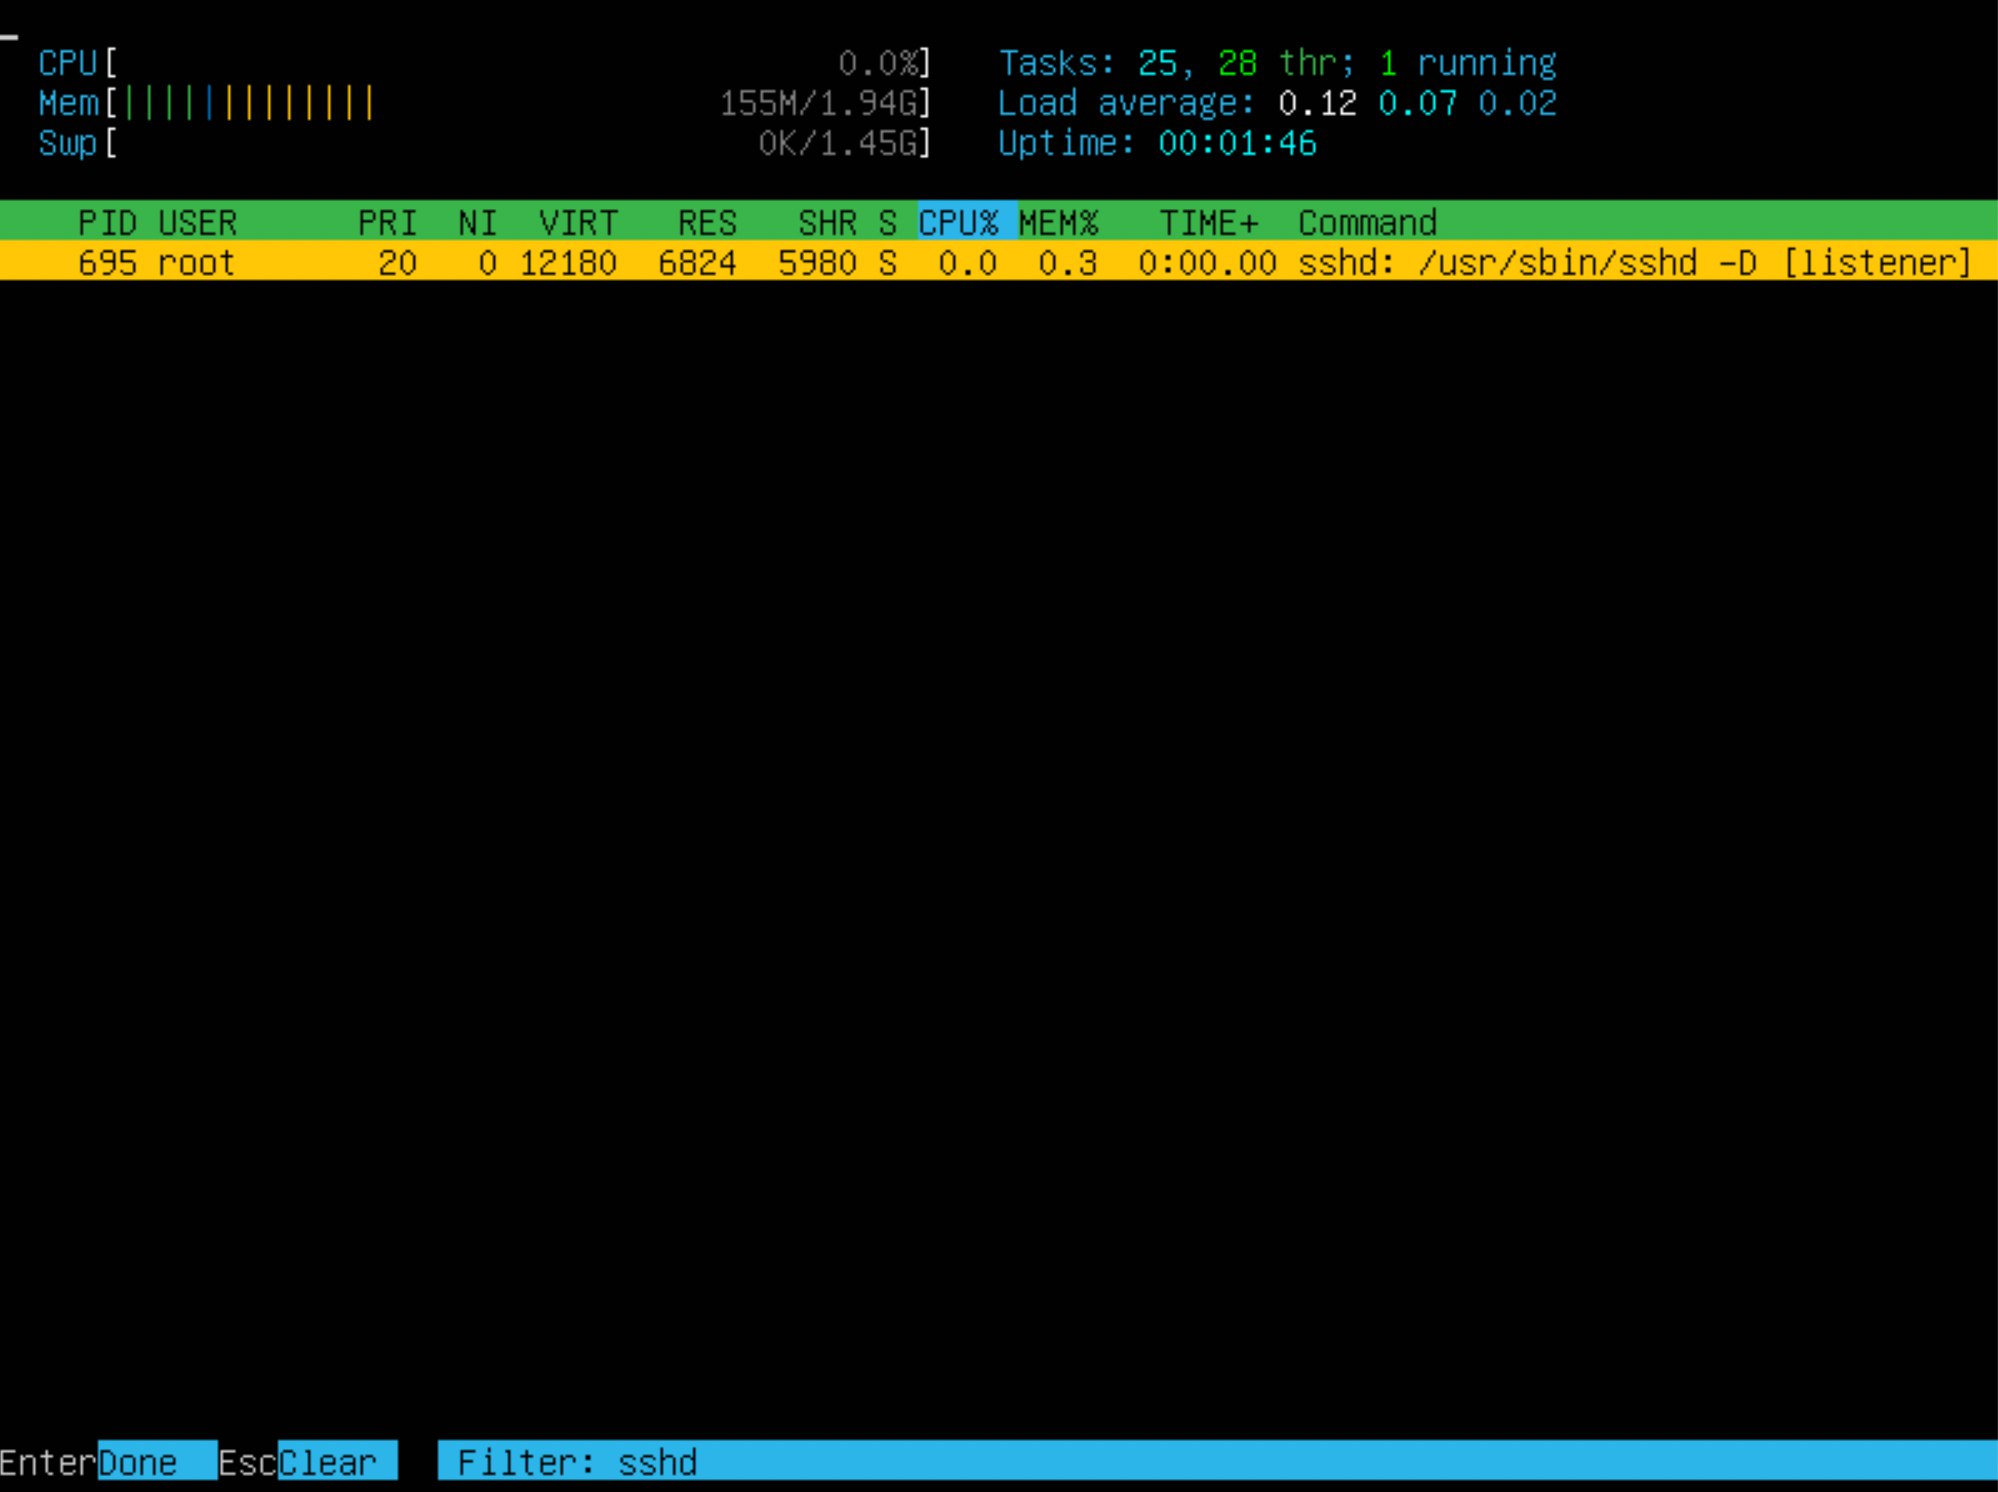 CPU[ 0.0%] Tasks: 25, 28 thr; 1 running
Mem[||||||||||||| 155M/1.94G] Load average: 0.12 0.07 0.02
Swp[ 0K/1.45G] Uptime: 00:01:46
PID USER PRI NI VIRT RES SHR S CPU% MEM% TIME+ Command
695 root 20 0 12180 6824 5980 S 0.0 0.3 0:00.00 sshd: /usr/sbin/sshd -D [listener]
EnterDone EscClear Filter: sshd